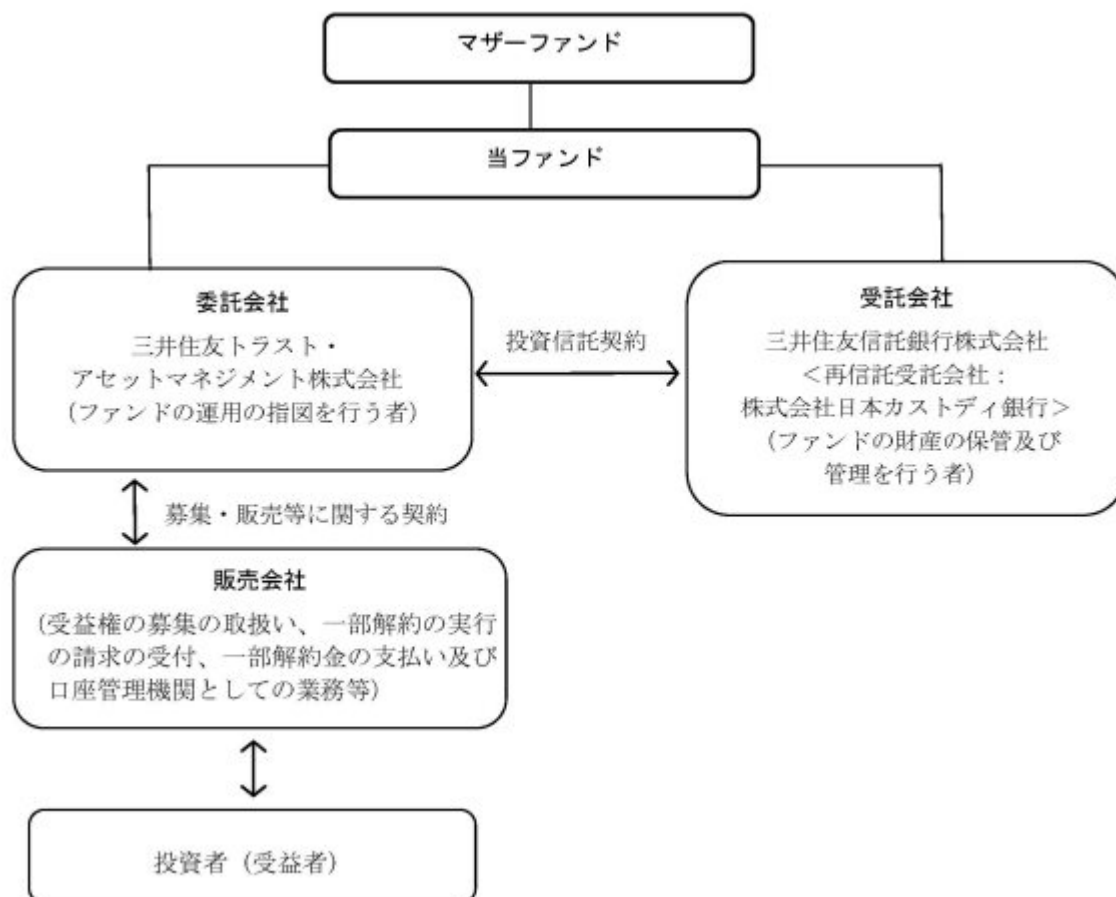 マザーファンド
当ファンド
委託会社
三井住友トラスト・
アセットマネジメント株式会社
(ファンドの運用の指図を行う者)
投資信託契約
受託会社
三井住友信託銀行株式会社
＜再信託受託会社：
株式会社日本カストディ銀行＞
(ファンドの財産の保管及び
管理を行う者)
募集・販売等に関する契約
販売会社
(受益権の募集の取扱い、一部解約の実行
の請求の受付、一部解約金の支払い及び
口座管理機関としての業務等)
投資者 (受益者)